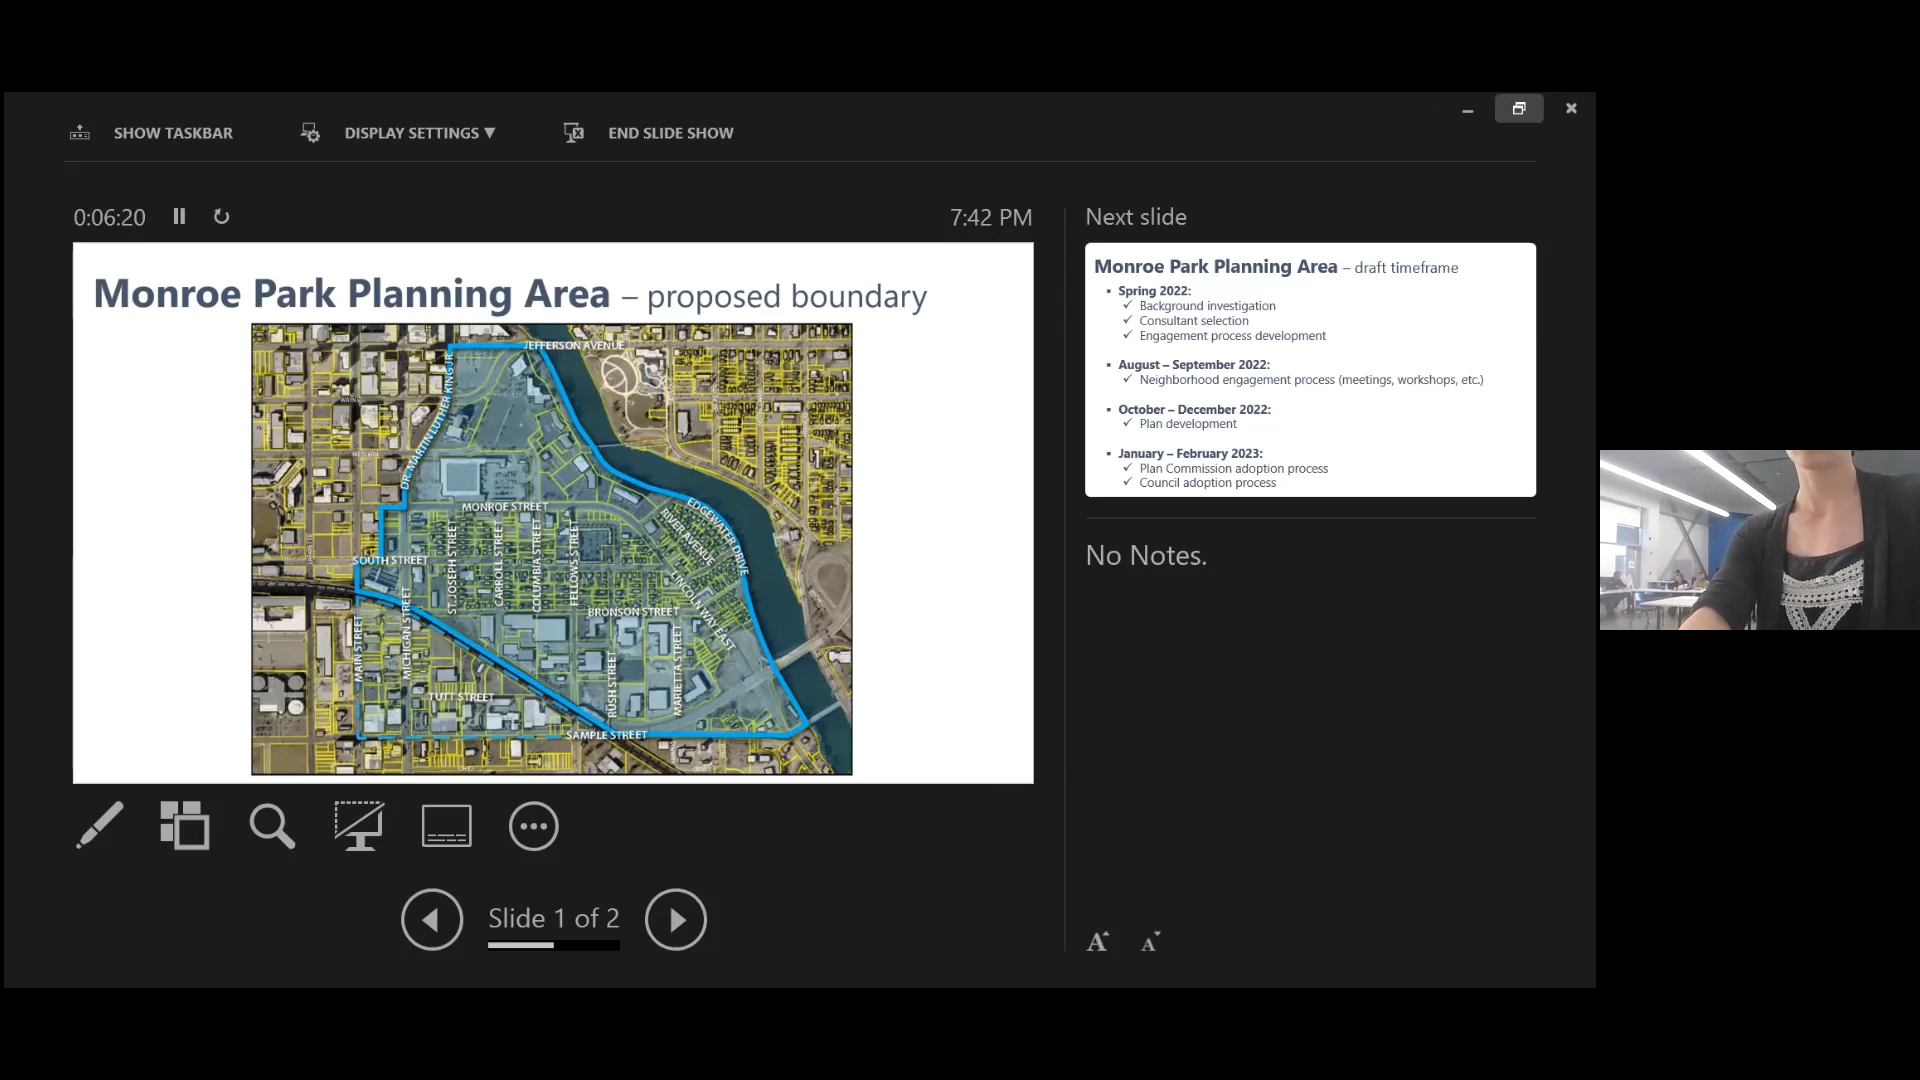 SHOW TASKBAR
DISPLAY SETTINGS ▼
END SLIDE SHOW
0:06:20
7:42 PM
Monroe Park Planning Area – proposed boundary
JEFFERSON AVENUE
DR. MARTIN LUTHER KING JR.
WAYNE
WESTERN
MONROE STREET
EDGEWATER DRIVE
RIVER AVENUE
SOUTH STREET
ST. JOSEPH STREET
CARROLL STREET
COLUMBIA STREET
FELLOWS STREET
LINCOLN WAY EAST
BRONSON STREET
MAIN STREET
MICHIGAN STREET
RUSH STREET
MARIETTA STREET
TUTT STREET
SAMPLE STREET
OHIO
Next slide
Monroe Park Planning Area – draft timeframe
▪ Spring 2022:
✓ Background investigation
✓ Consultant selection
✓ Engagement process development
▪ August – September 2022:
✓ Neighborhood engagement process (meetings, workshops, etc.)
▪ October – December 2022:
✓ Plan development
▪ January – February 2023:
✓ Plan Commission adoption process
✓ Council adoption process
No Notes.
Slide 1 of 2
A A